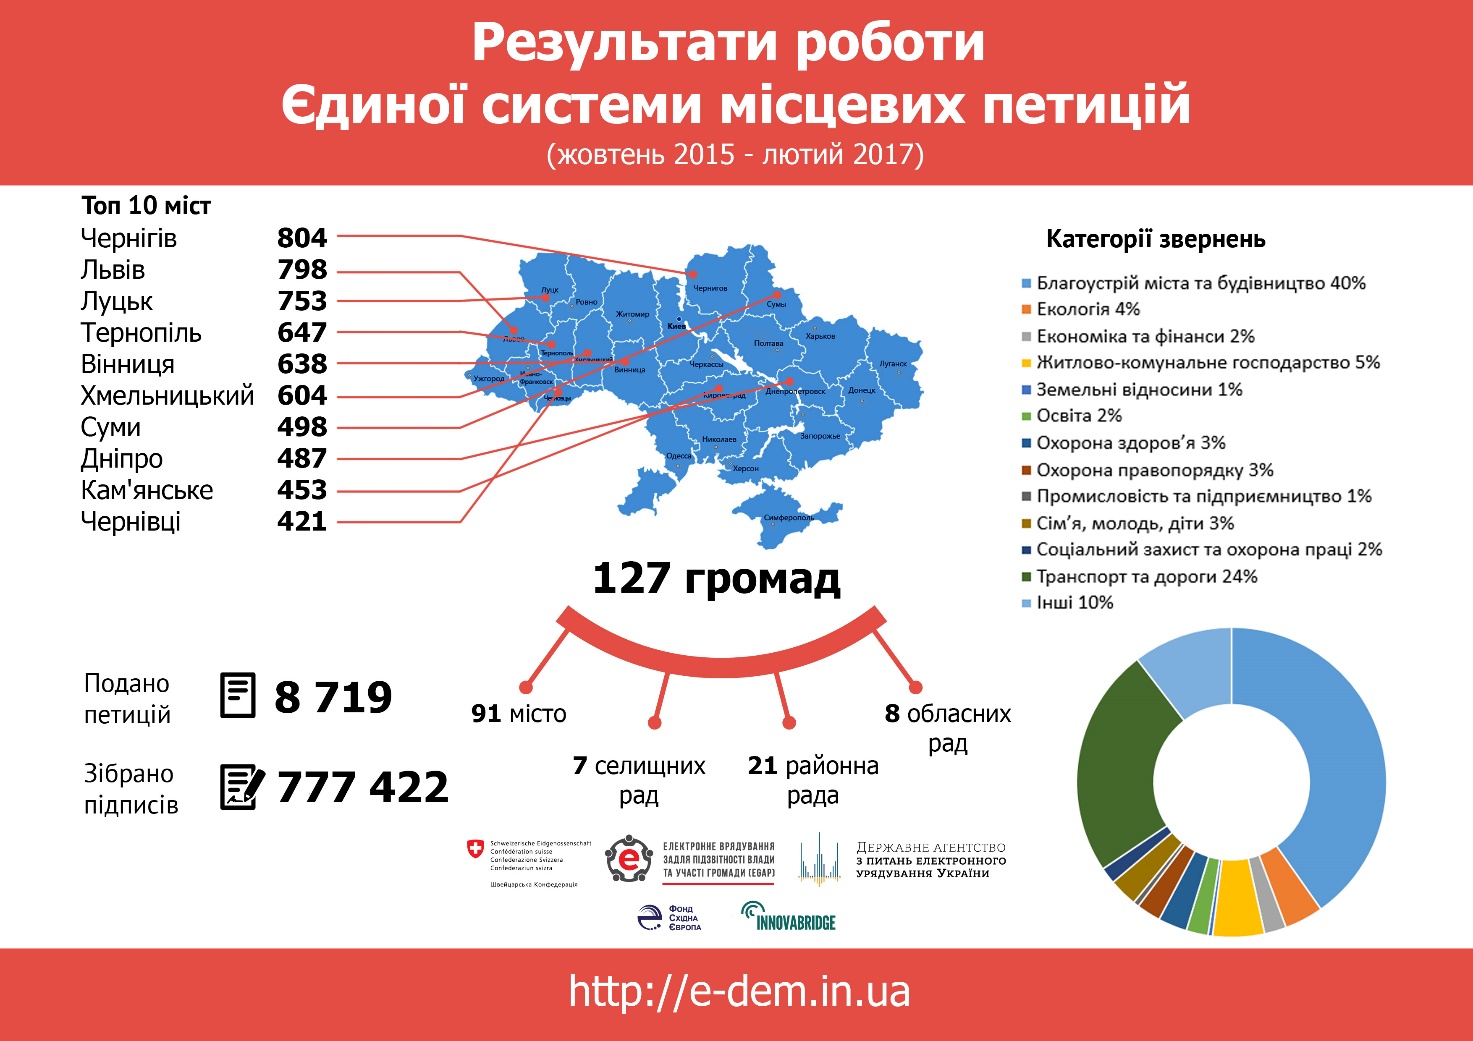 Результати роботи
Єдиної системи місцевих петицій
(жовтень 2015 - лютий 2017)
Топ 10 міст
Чернігів 804
Львів 798
Луцьк 753
Тернопіль 647
Вінниця 638
Хмельницький 604
Суми 498
Дніпро 487
Кам'янське 453
Чернівці 421
Луцк
Ровно
Житомир
Киев
Чернигов
Сумы
Львов
Тернополь
Хмельницкий
Винница
Ужгород
Ивано-
Франковск
Черновцы
Черкассы
Полтава
Харьков
Луганск
Кировоград
Днепропетровск
Донецк
Запорожье
Николаев
Одесса
Херсон
Симферополь
Категорії звернень
Благоустрій міста та будівництво 40%
Екологія 4%
Економіка та фінанси 2%
Житлово-комунальне господарство 5%
Земельні відносини 1%
Освіта 2%
Охорона здоров’я 3%
Охорона правопорядку 3%
Промисловість та підприємництво 1%
Сім’я, молодь, діти 3%
Соціальний захист та охорона праці 2%
Транспорт та дороги 24%
Інші 10%
127 громад
91 місто
7 селищних
рад
21 районна
рада
8 обласних
рад
Подано
петицій
8 719
Зібрано
підписів
777 422
Schweizerische Eidgenossenschaft
Confédération suisse
Confederazione Svizzera
Confederaziun svizra
Швейцарська Конфедерація
e
ЕЛЕКТРОННЕ ВРЯДУВАННЯ
ЗАДЛЯ ПІДЗВІТНОСТІ ВЛАДИ
ТА УЧАСТІ ГРОМАДИ (EGAP)
ДЕРЖАВНЕ АГЕНТСТВО
З ПИТАНЬ ЕЛЕКТРОННОГО
УРЯДУВАННЯ УКРАЇНИ
Фонд
Східна
Європа
INNOVABRIDGE
http://e-dem.in.ua